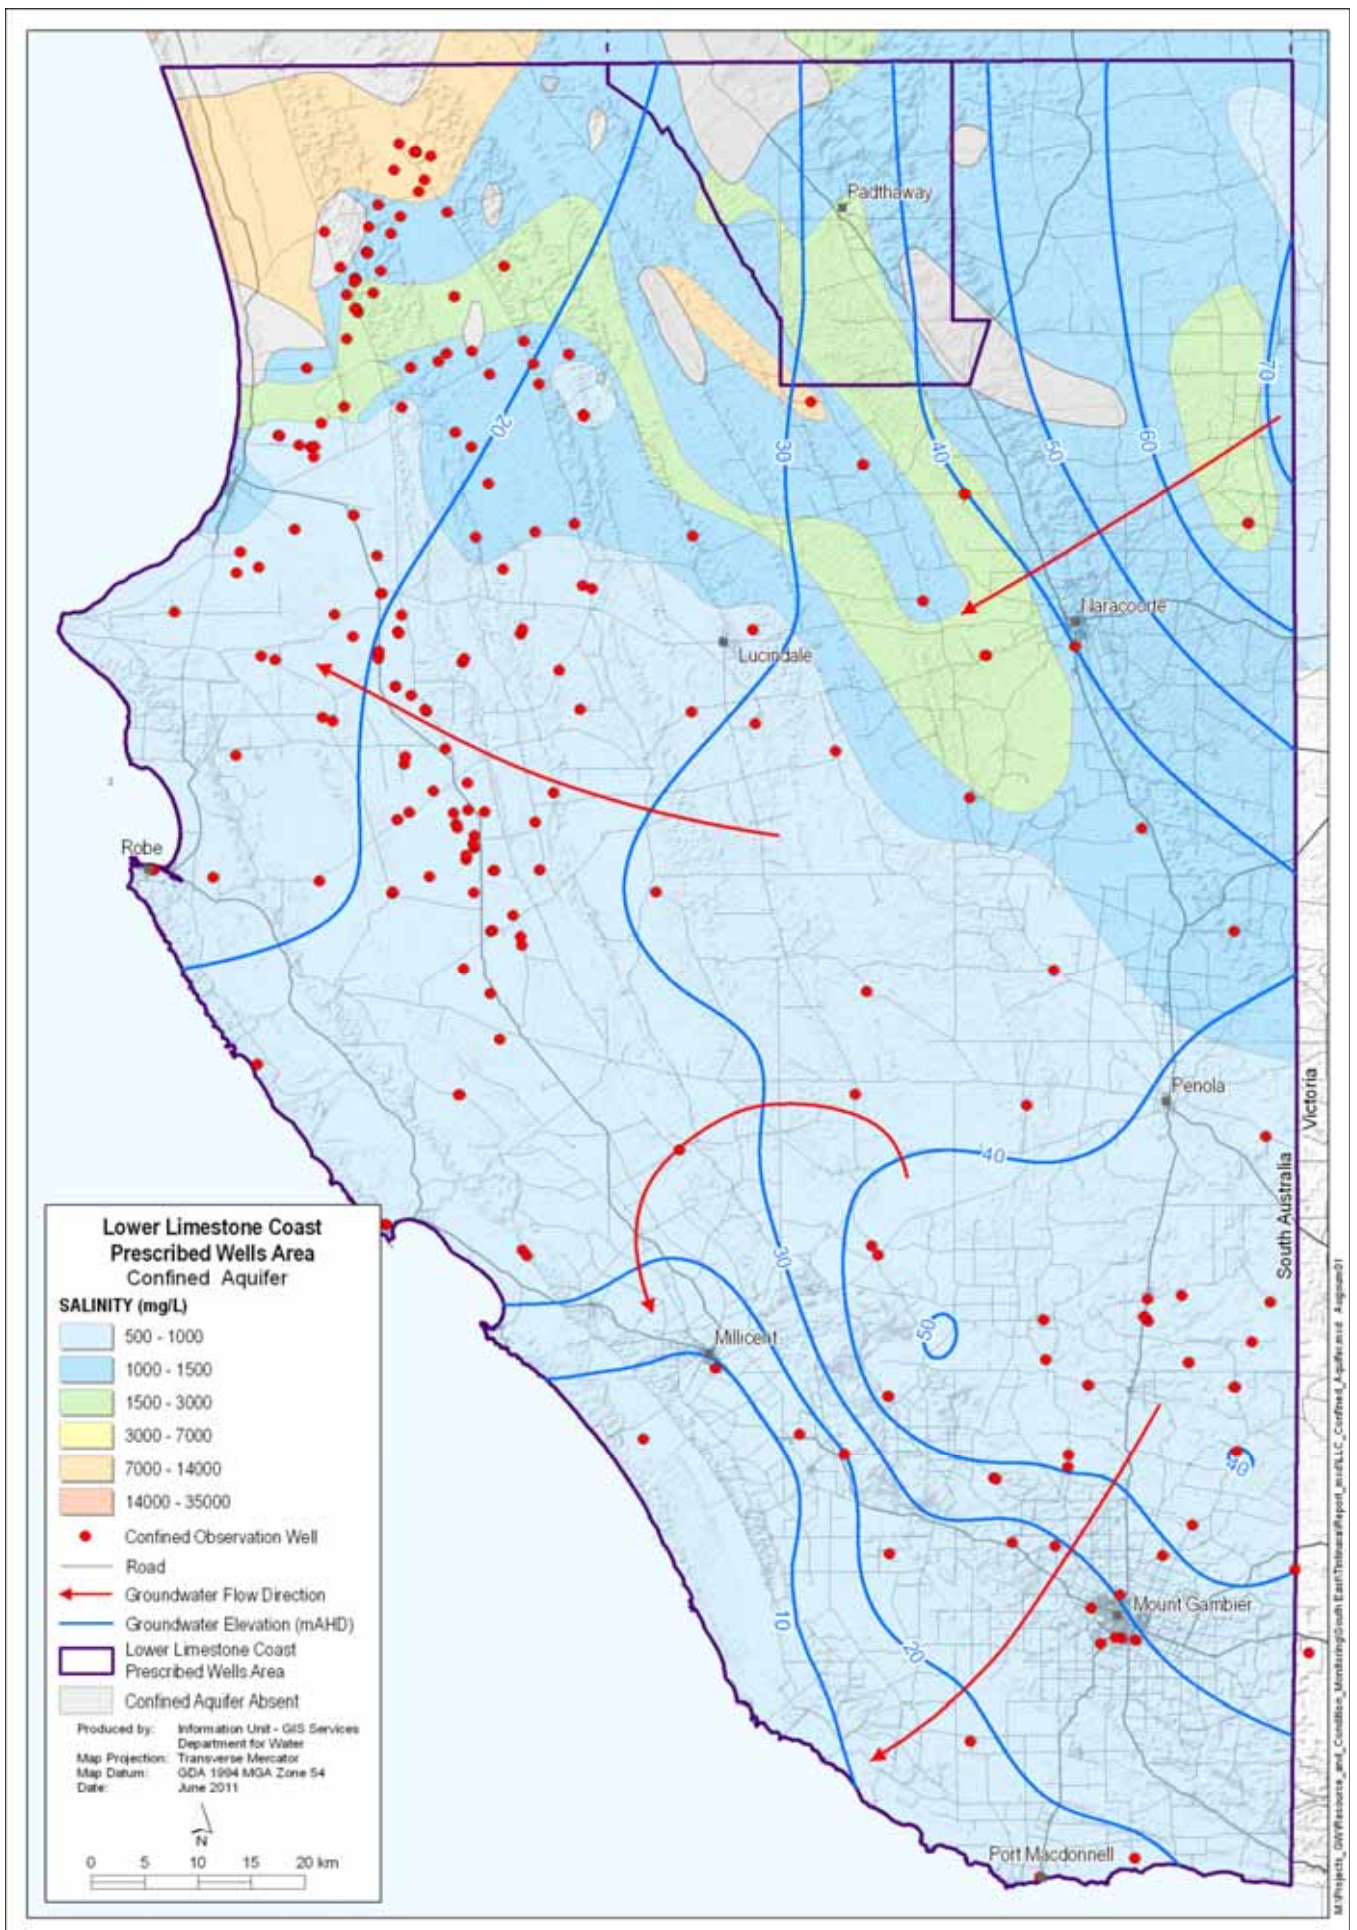 Padthaway
70
20
30
40
50
60
Naracoorte
Lucindale
Robe
Penola
Victoria
South Australia
40
30
50
Millicent
40
Mount Gambier
10
20
Port Macdonnell
Lower Limestone Coast
Prescribed Wells Area
Confined Aquifer
SALINITY (mg/L)
500 - 1000
1000 - 1500
1500 - 3000
3000 - 7000
7000 - 14000
14000 - 35000
Confined Observation Well
Road
Groundwater Flow Direction
Groundwater Elevation (mAHD)
Lower Limestone Coast
Prescribed Wells Area
Confined Aquifer Absent
Produced by: Information Unit - GIS Services
Department for Water
Map Projection: Transverse Mercator
Map Datum: GDA 1994 MGA Zone 54
Date: June 2011
N
0 5 10 15 20 km